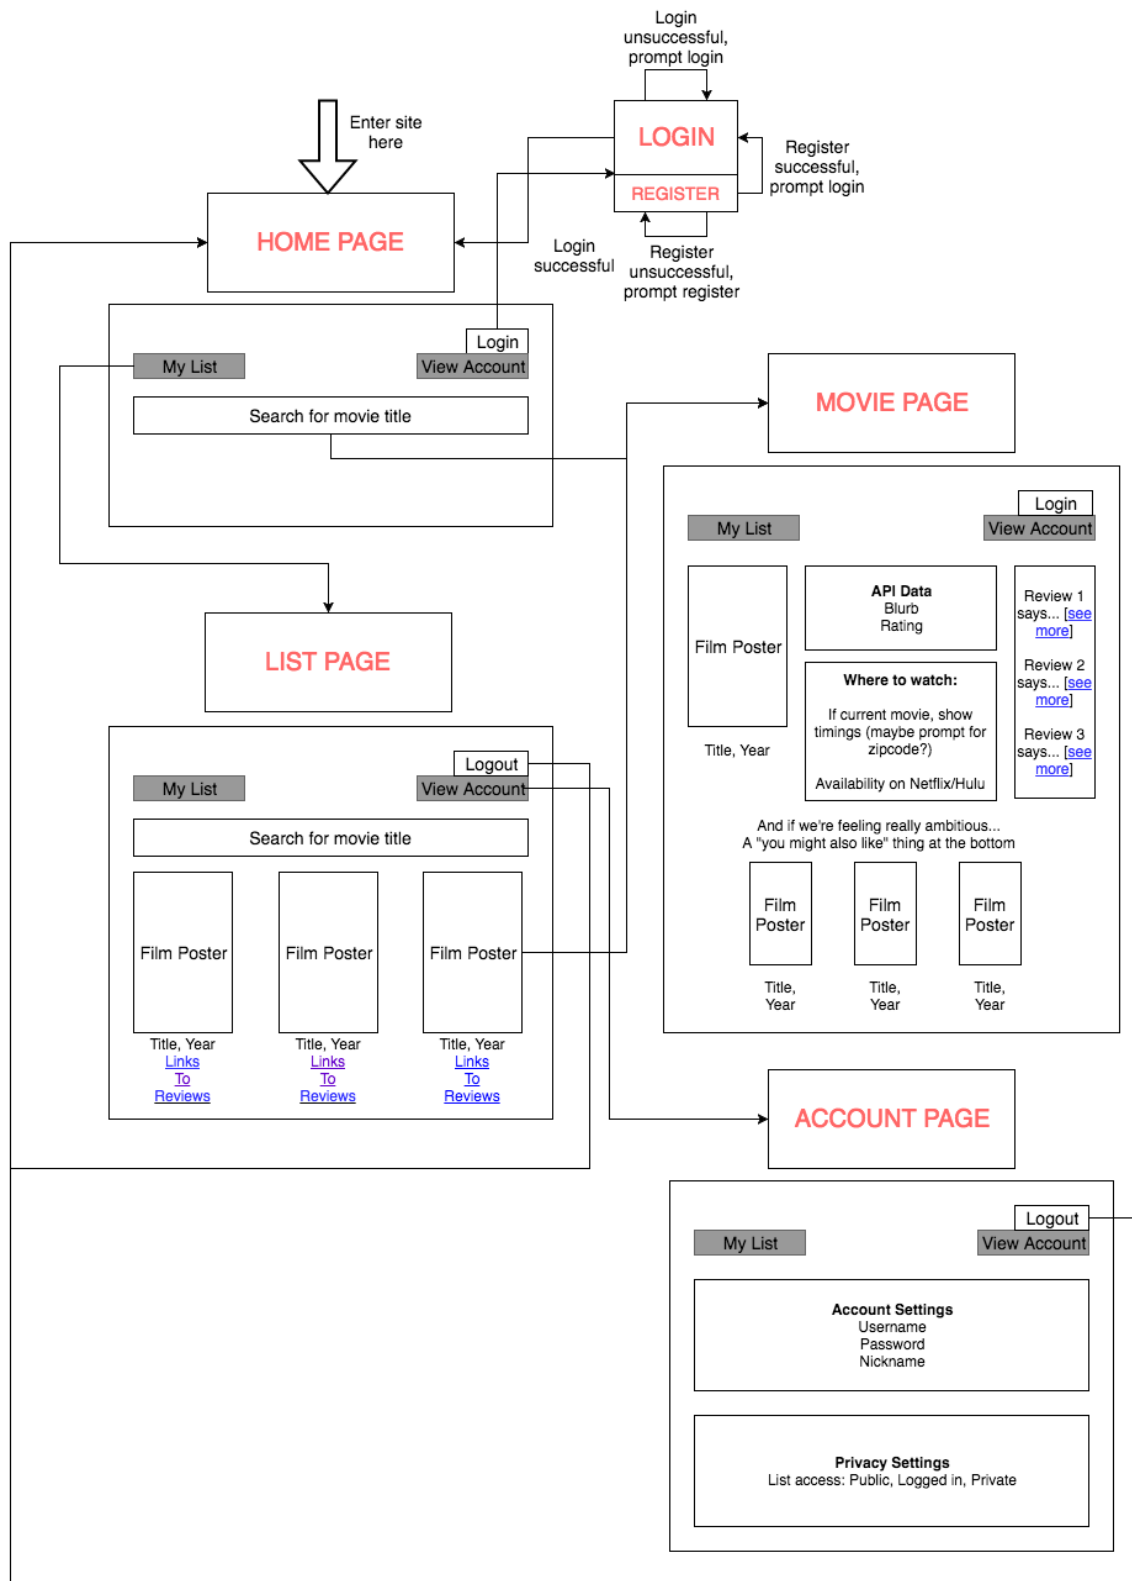 Login
unsuccessful,
prompt login
Enter site
here
LOGIN
REGISTER
Register
successful,
prompt login
HOME PAGE
Login
successful
Register
unsuccessful,
prompt register
Login
My List
View Account
Search for movie title
MOVIE PAGE
Login
My List
View Account
Film Poster
Title, Year
API Data
Blurb
Rating
Where to watch:
If current movie, show
timings (maybe prompt for
zipcode?)
Availability on Netflix/Hulu
Review 1
says... [see
more]
Review 2
says... [see
more]
Review 3
says... [see
more]
And if we're feeling really ambitious...
A "you might also like" thing at the bottom
Film
Poster
Title,
Year
Film
Poster
Title,
Year
Film
Poster
Title,
Year
LIST PAGE
Logout
My List
View Account
Search for movie title
Film Poster
Title, Year
Links
To
Reviews
Film Poster
Title, Year
Links
To
Reviews
Film Poster
Title, Year
Links
To
Reviews
ACCOUNT PAGE
Logout
My List
View Account
Account Settings
Username
Password
Nickname
Privacy Settings
List access: Public, Logged in, Private